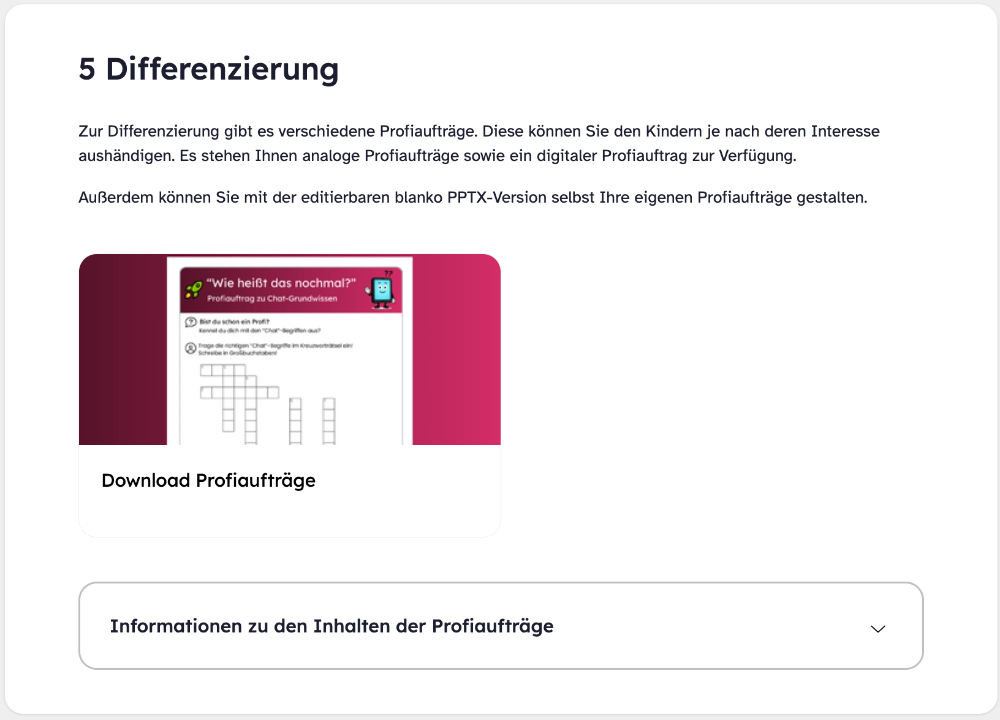 5 Differenzierung
Zur Differenzierung gibt es verschiedene Profiaufträge. Diese können Sie den Kindern je nach deren Interesse
aushändigen. Es stehen Ihnen analoge Profiaufträge sowie ein digitaler Profiauftrag zur Verfügung.
Außerdem können Sie mit der editierbaren blanko PPTX-Version selbst Ihre eigenen Profiaufträge gestalten.
??
“Wie heißt das nochmal?”
Profiauftrag zu Chat-Grundwissen
Bist du schon ein Profi?
Kennst du dich mit den "Chat"-Begriffen aus?
Trage die richtigen "Chat"-Begriffe im Kreuzworträtsel ein!
Schreibe in Großbuchstaben!
Download Profiaufträge
Informationen zu den Inhalten der Profiaufträge